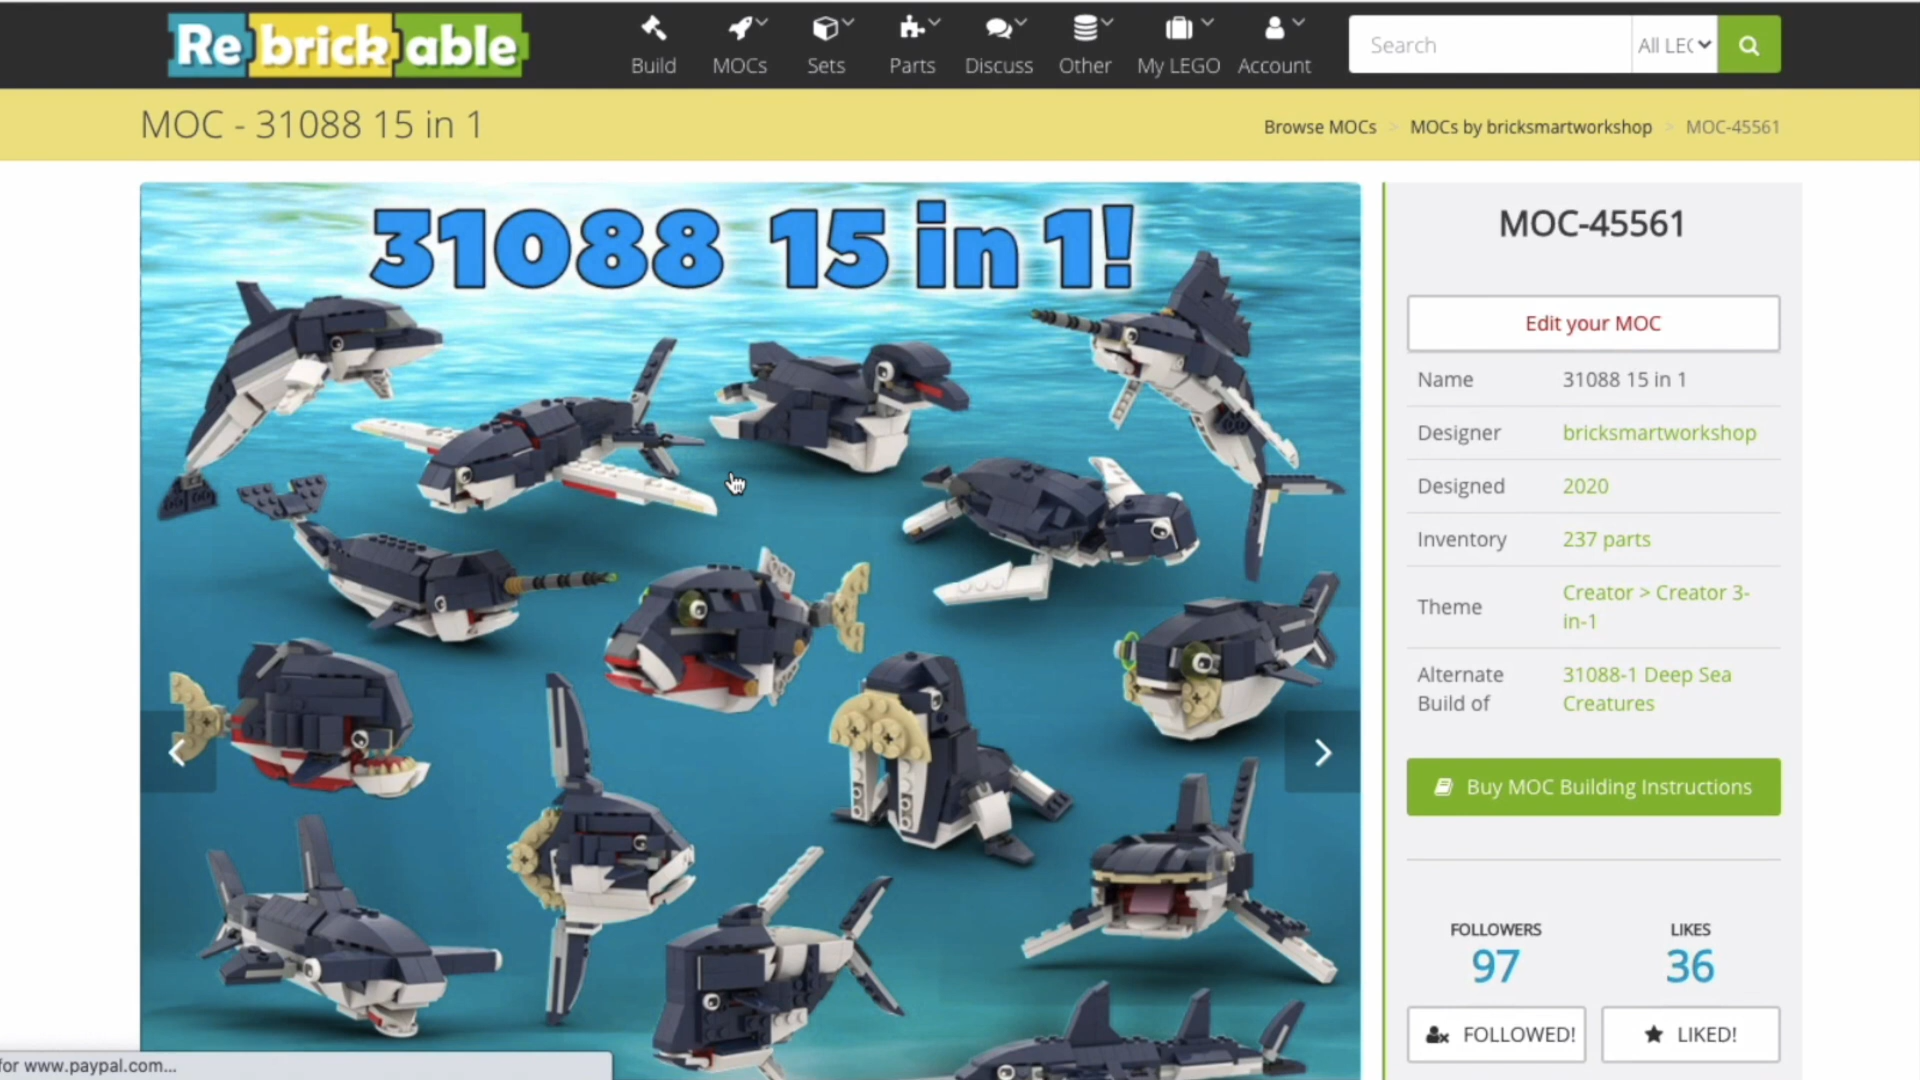 Rebrickable
Build
MOCs
Sets
Parts
Discuss
Other
My LEGO
Account
Search
All LEG
MOC - 31088 15 in 1
Browse MOCs > MOCs by bricksmartworkshop > MOC-45561
31088 15 in 1!
MOC-45561
Edit your MOC
Name 31088 15 in 1
Designer bricksmartworkshop
Designed 2020
Inventory 237 parts
Theme Creator > Creator 3-
in-1
Alternate 31088-1 Deep Sea
Build of Creatures
Buy MOC Building Instructions
FOLLOWERS LIKES
97 36
FOLLOWED! LIKED!
for www.paypal.com...